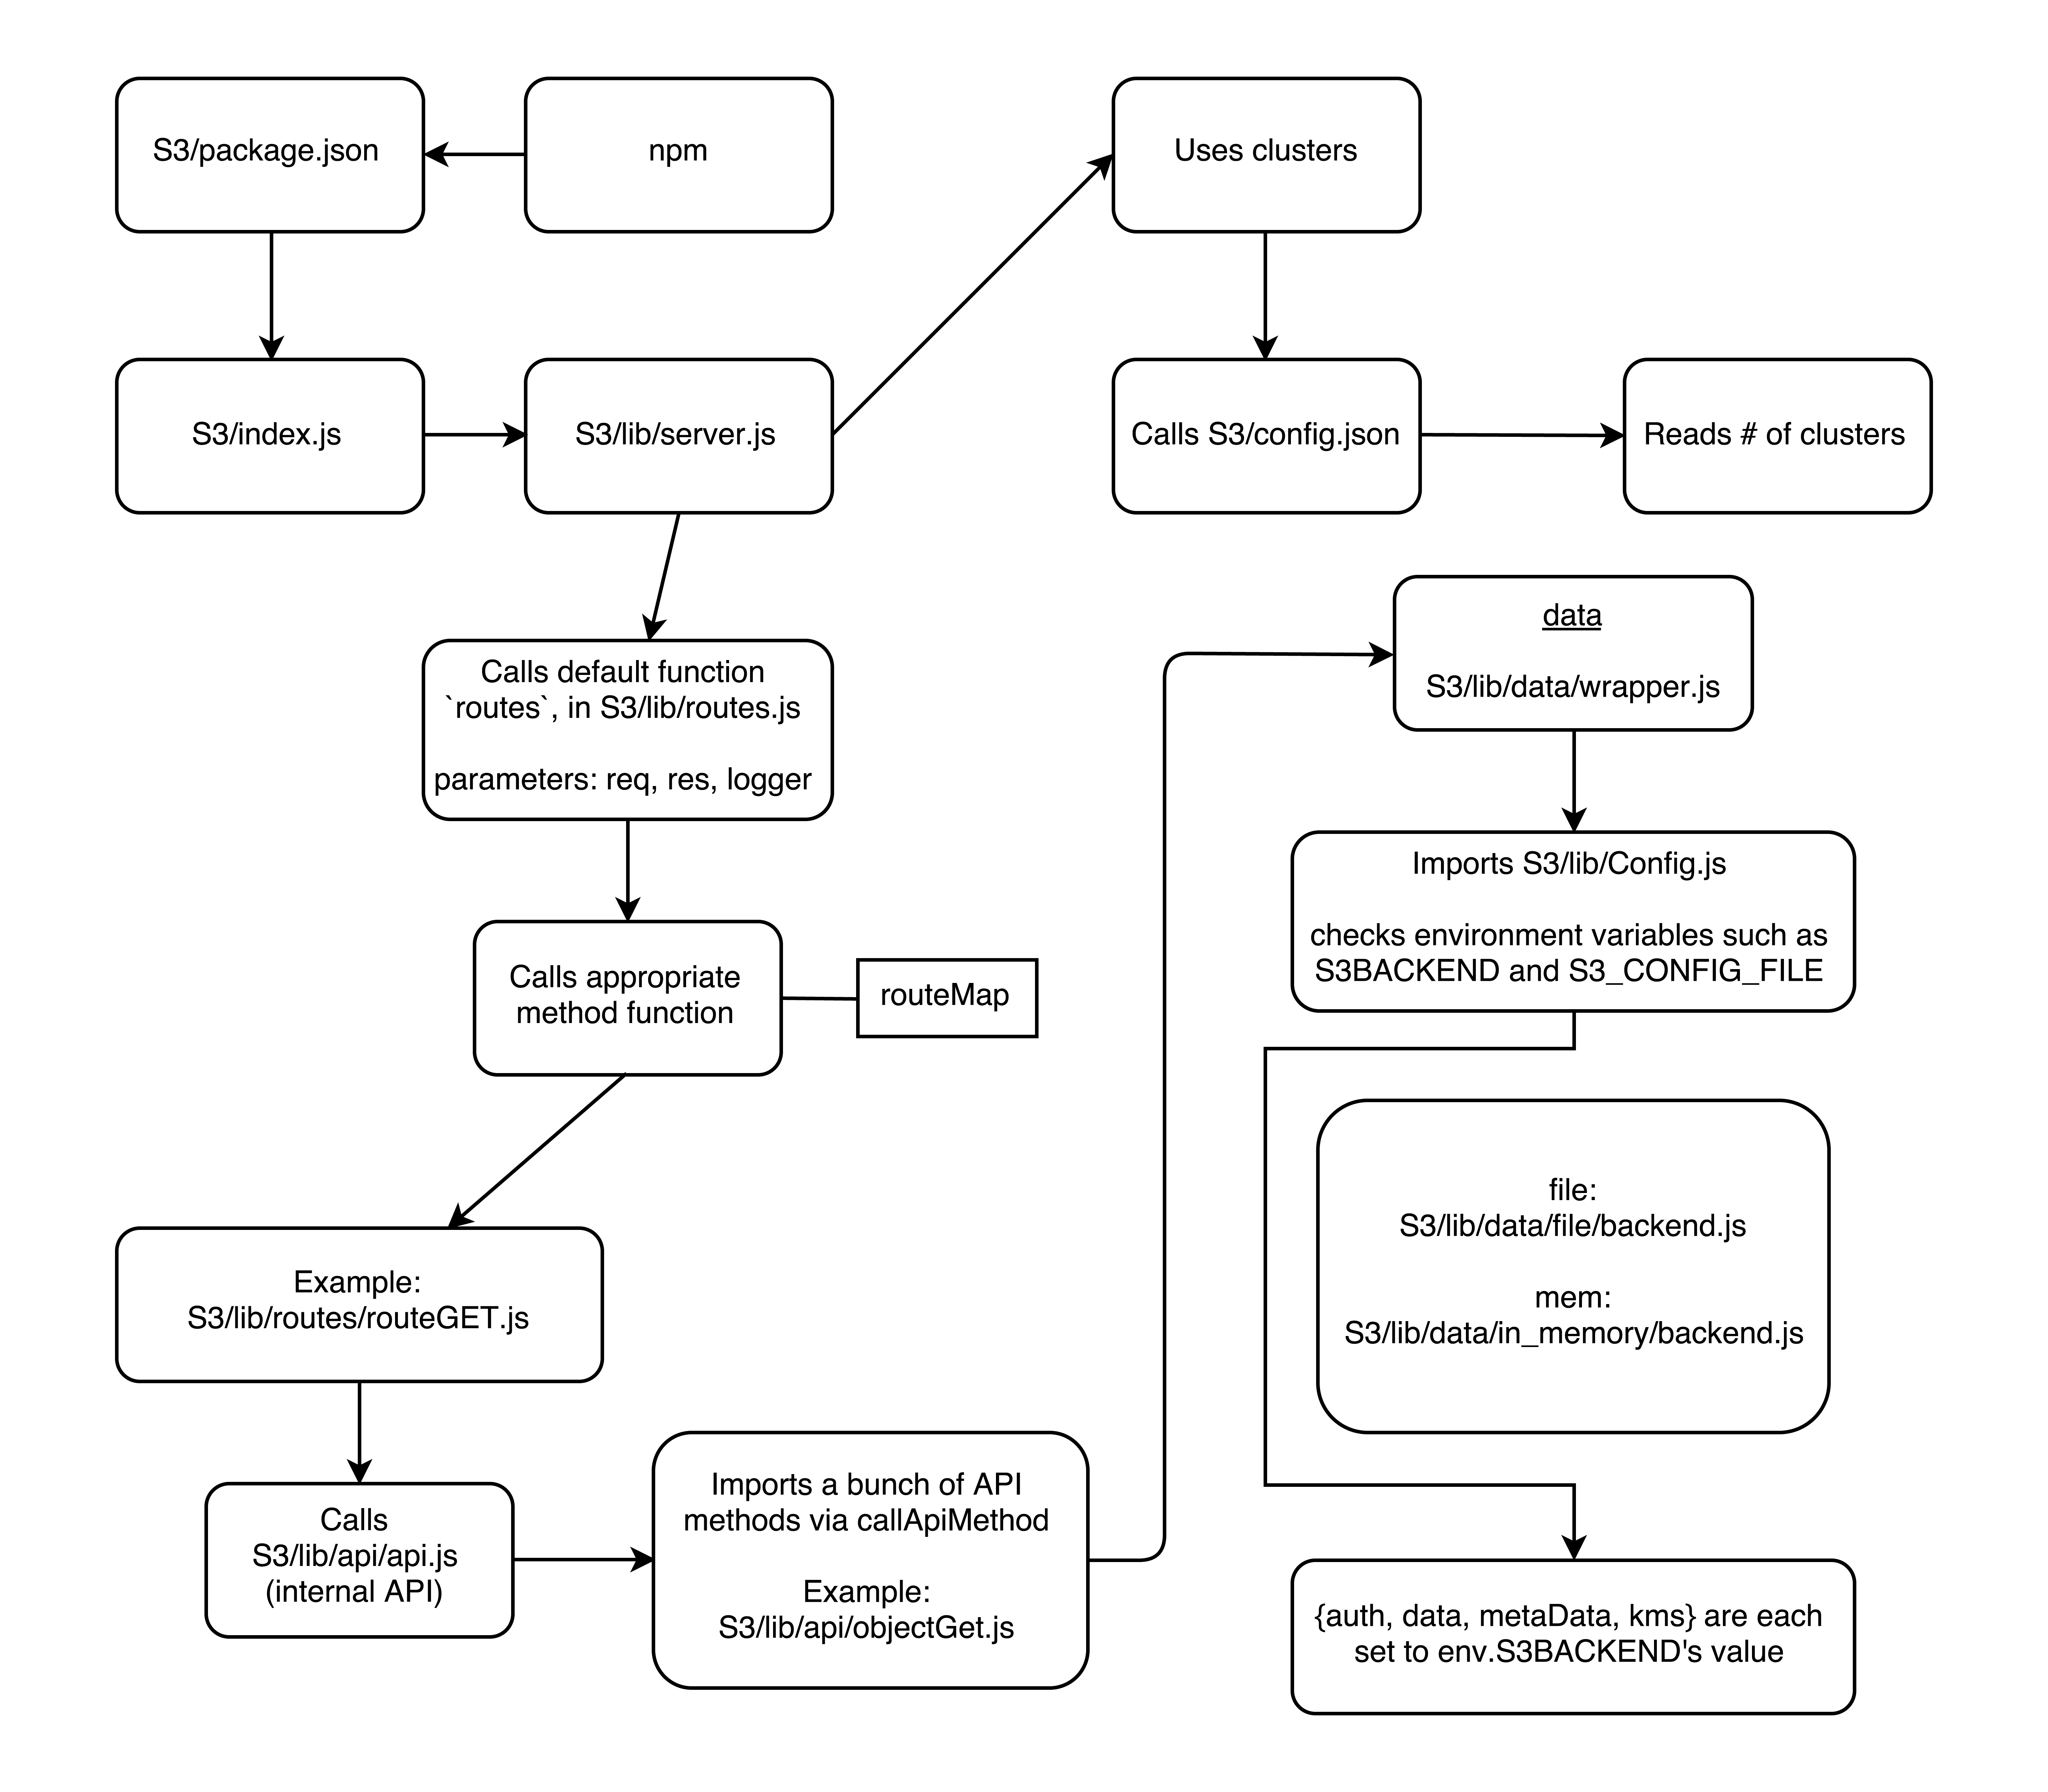 S3/package.json
npm
Uses clusters
S3/index.js
S3/lib/server.js
Calls S3/config.json
Reads # of clusters
Calls default function
`routes`, in S3/lib/routes.js
parameters: req, res, logger
data
S3/lib/data/wrapper.js
Calls appropriate
method function
routeMap
Imports S3/lib/Config.js
checks environment variables such as
S3BACKEND and S3_CONFIG_FILE
Example:
S3/lib/routes/routeGET.js
file:
S3/lib/data/file/backend.js
mem:
S3/lib/data/in_memory/backend.js
Calls
S3/lib/api/api.js
(internal API)
Imports a bunch of API
methods via callApiMethod
Example:
S3/lib/api/objectGet.js
{auth, data, metaData, kms} are each
set to env.S3BACKEND's value